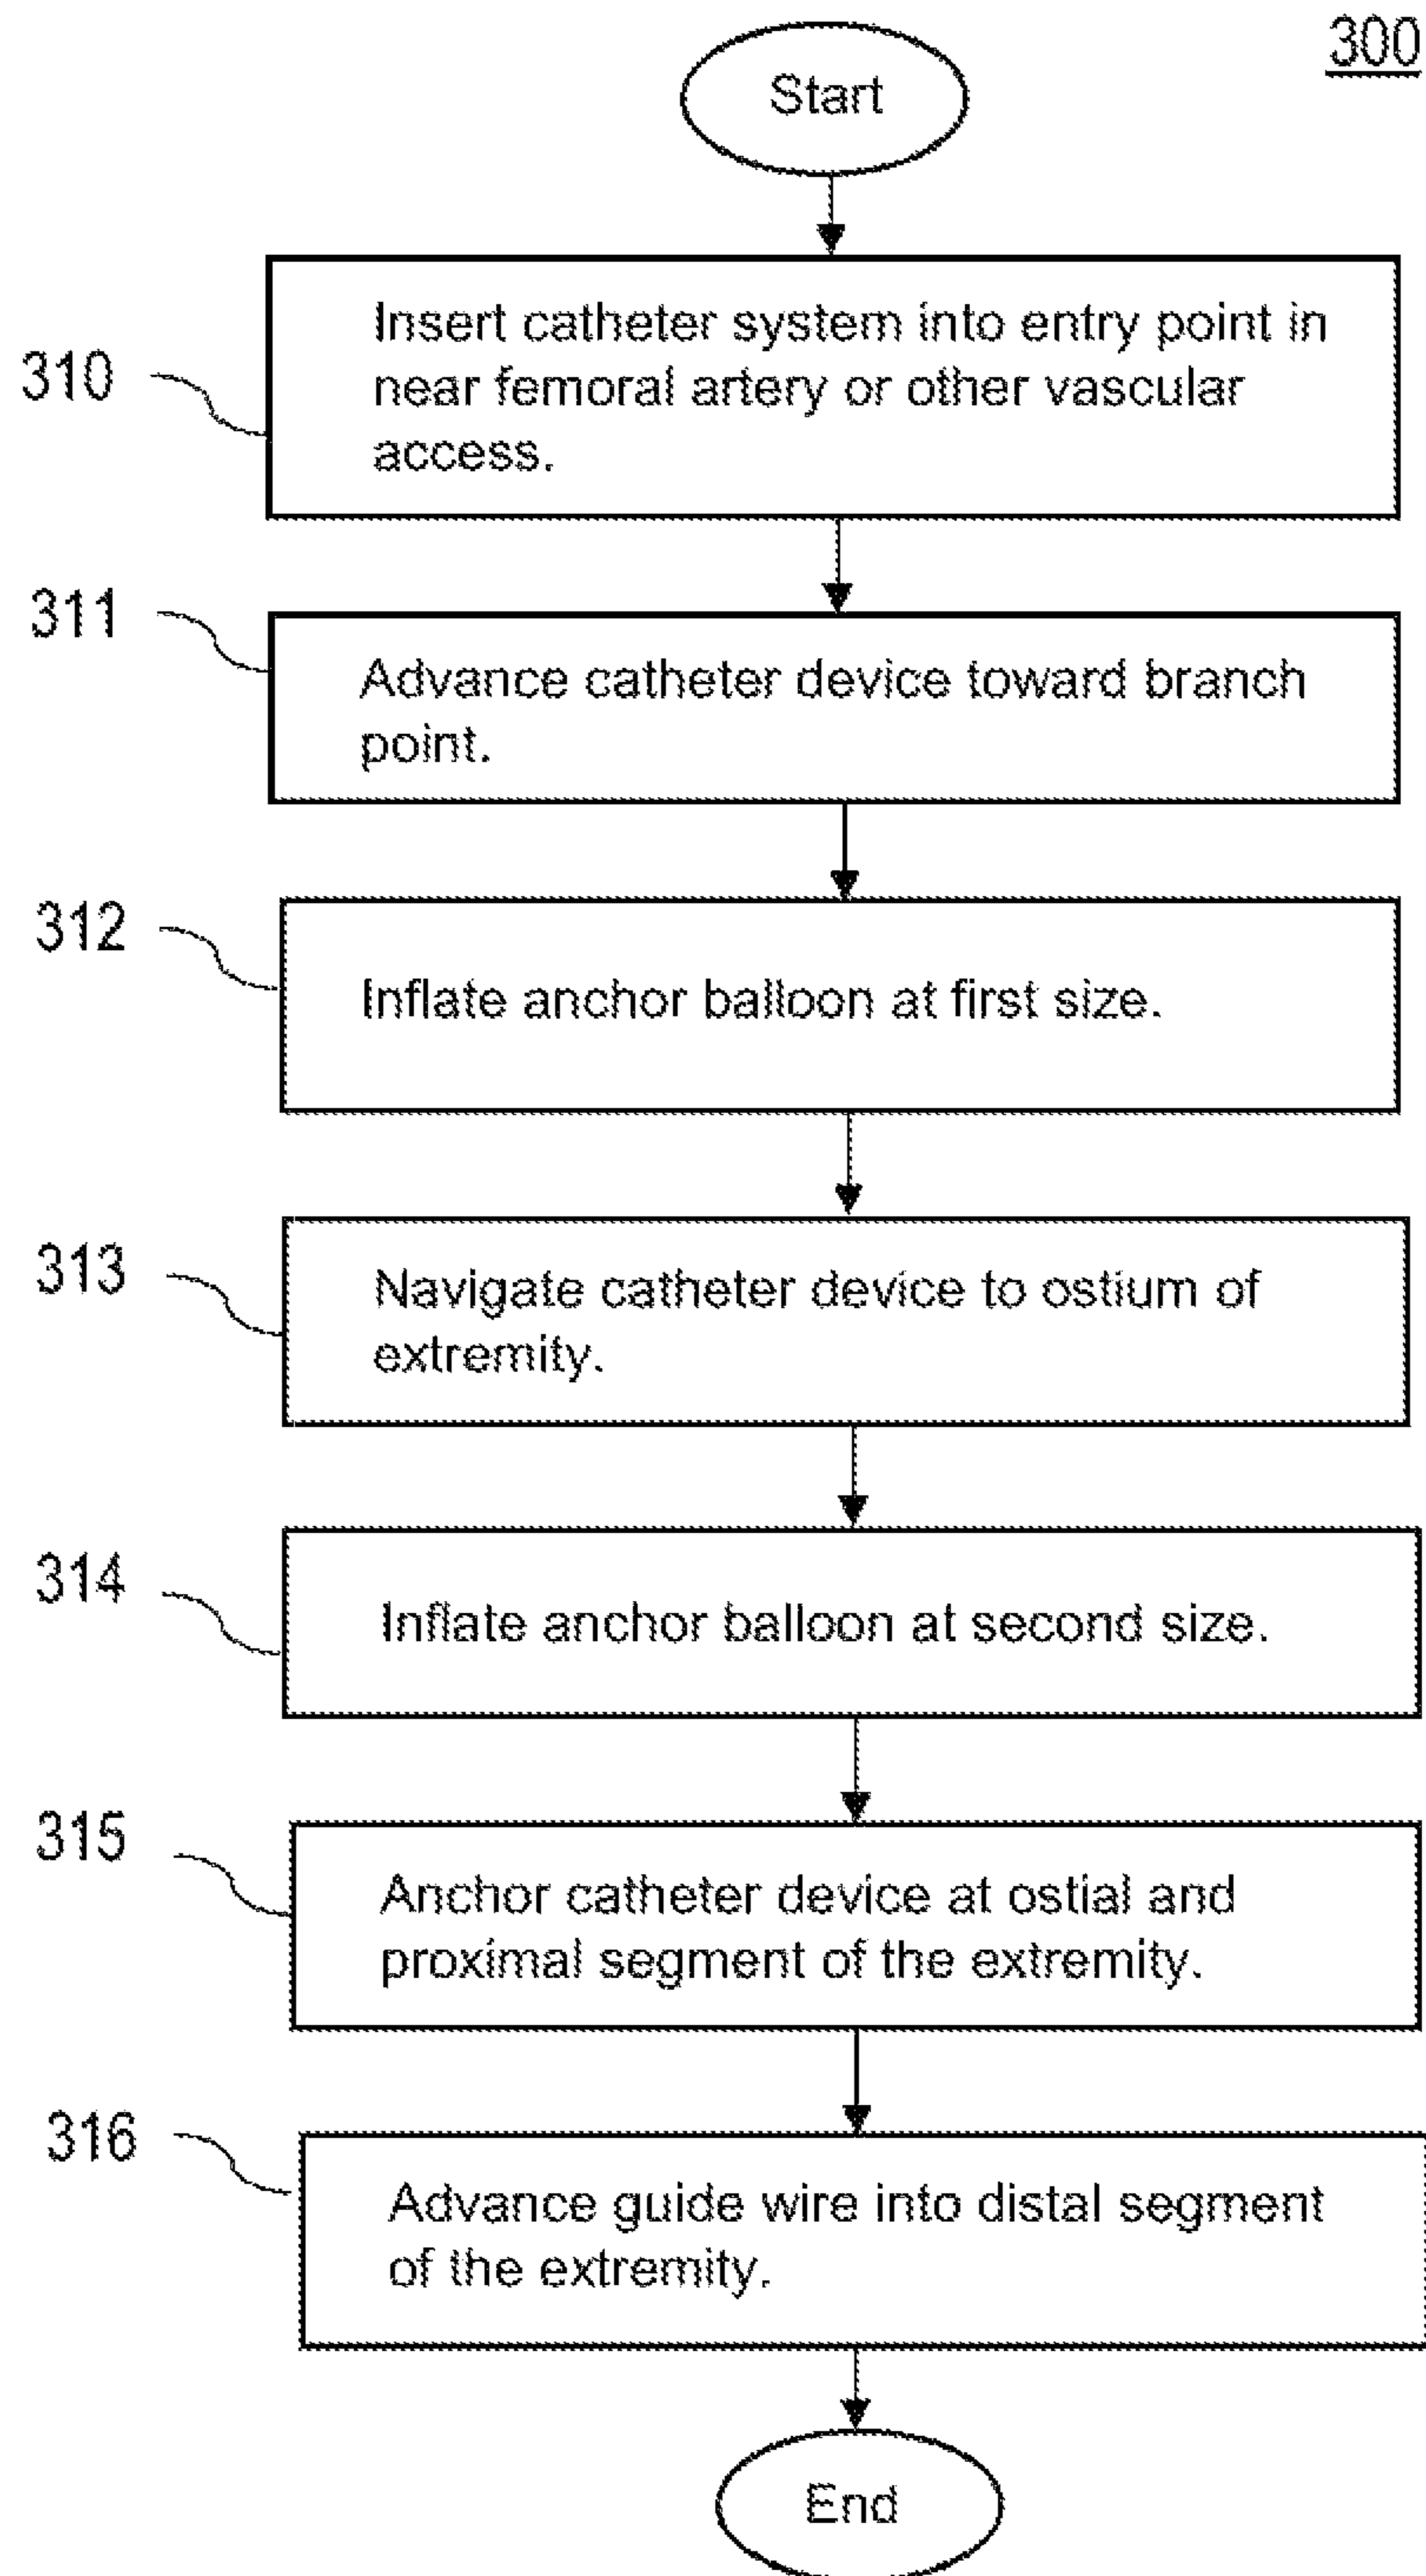 300
Start
310
Insert catheter system into entry point in
near femoral artery or other vascular
access.
311
Advance catheter device toward branch
point.
312
Inflate anchor balloon at first size.
313
Navigate catheter device to ostium of
extremity.
314
Inflate anchor balloon at second size.
315
Anchor catheter device at ostial and
proximal segment of the extremity.
316
Advance guide wire into distal segment
of the extremity.
End